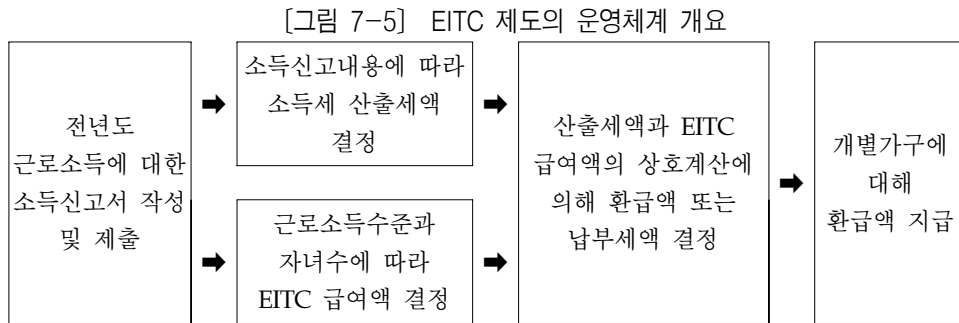 [그림 7-5] EITC 제도의 운영체계 개요
전년도
근로소득에 대한
소득신고서 작성
및 제출
소득신고내용에 따라
소득세 산출세액
결정
근로소득수준과
자녀수에 따라
EITC 급여액 결정
산출세액과 EITC
급여액의 상호계산에
의해 환급액 또는
납부세액 결정
개별가구에
대해
환급액 지급